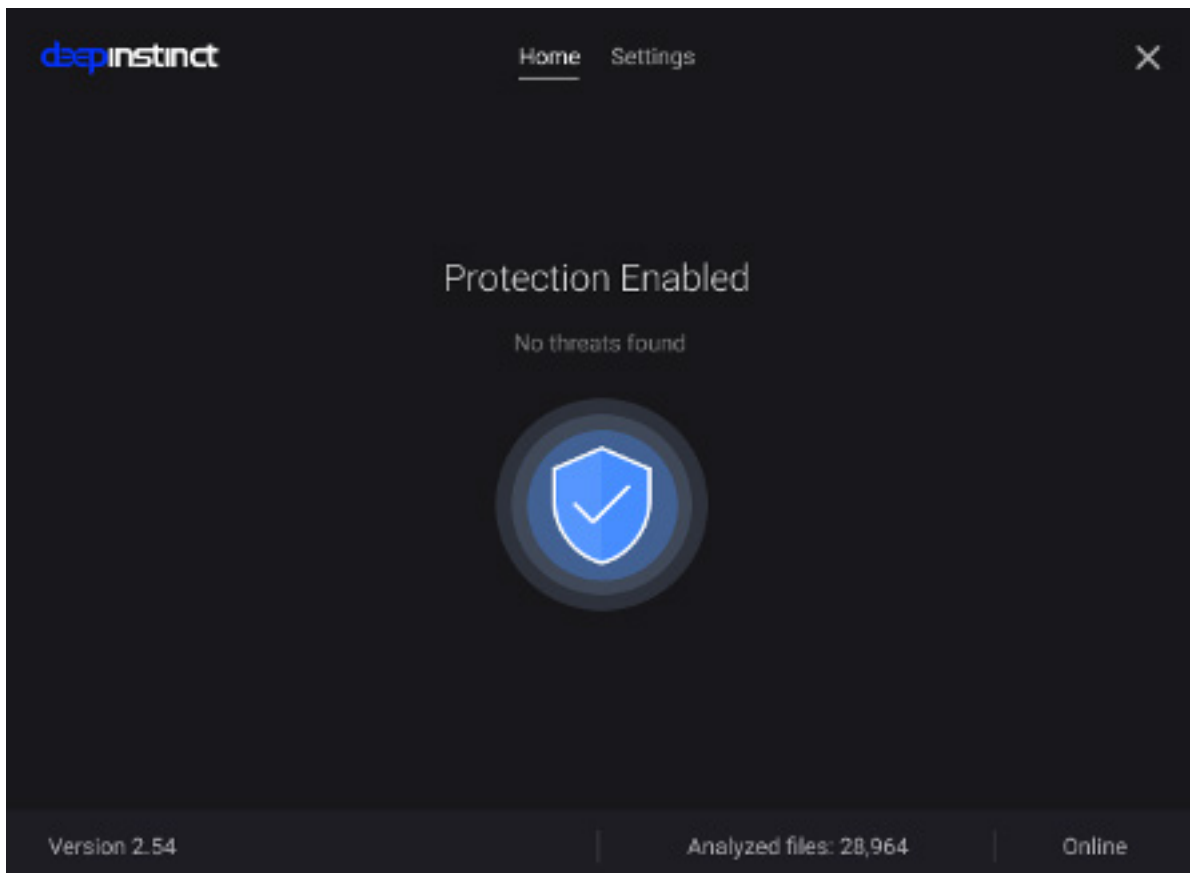 deepinstinct
Home Settings
Protection Enabled
No threats found
Version 2.54
Analyzed files: 28,964
Online